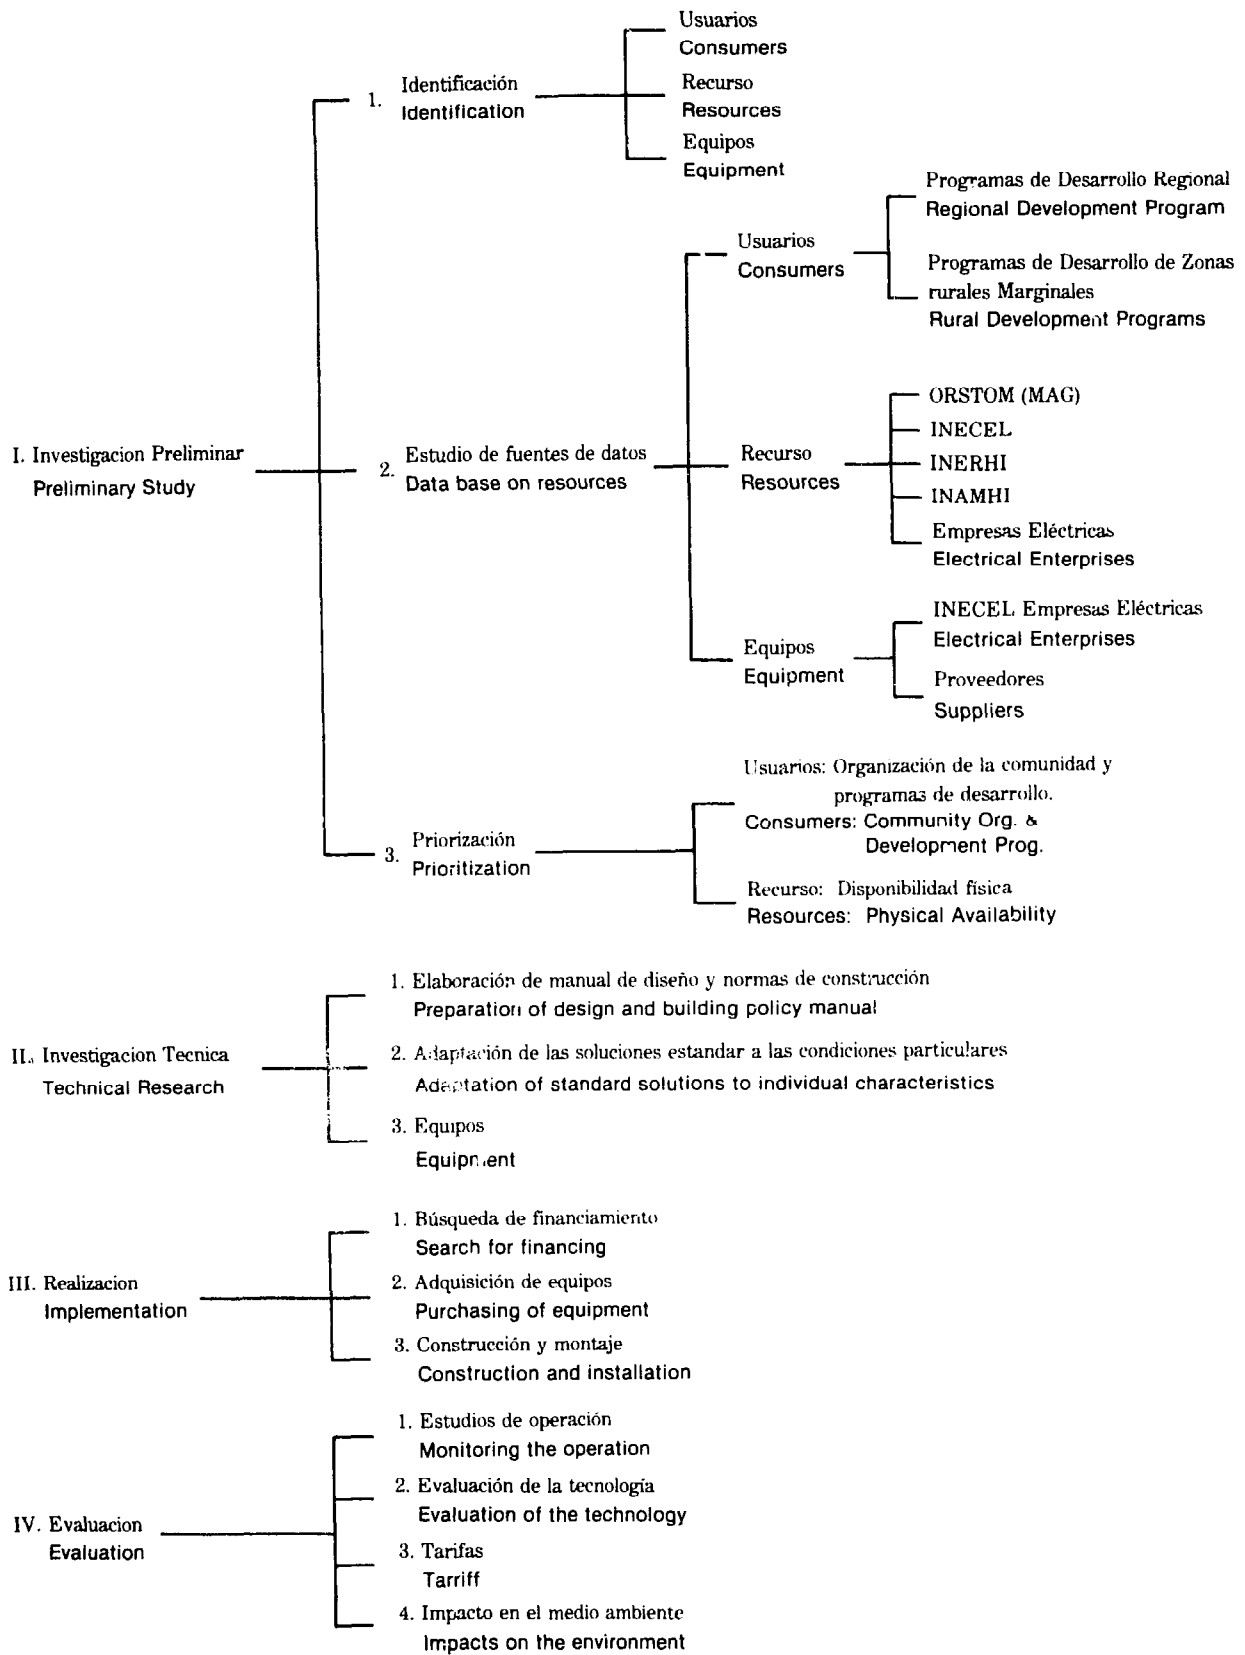 Usuarios
Consumers
1. Identificación
Identification
Recurso
Resources
Equipos
Equipment
Programas de Desarrollo Regional
Regional Development Program
Usuarios
Consumers
Programas de Desarrollo de Zonas
rurales Marginales
Rural Development Programs
I. Investigacion Preliminar
Preliminary Study
2. Estudio de fuentes de datos
Data base on resources
Recurso
Resources
ORSTOM (MAG)
INECEL
INERHI
INAMHI
Empresas Eléctricas
Electrical Enterprises
Equipos
Equipment
INECEL Empresas Eléctricas
Electrical Enterprises
Proveedores
Suppliers
3. Priorización
Prioritization
Usuarios: Organización de la comunidad y
programas de desarrollo.
Consumers: Community Org. &
Development Prog.
Recurso: Disponibilidad física
Resources: Physical Availability
II. Investigacion Tecnica
Technical Research
1. Elaboración de manual de diseño y normas de construcción
Preparation of design and building policy manual
2. Adaptación de las soluciones estandar a las condiciones particulares
Adaptation of standard solutions to individual characteristics
3. Equipos
Equipment
III. Realizacion
Implementation
1. Búsqueda de financiamiento
Search for financing
2. Adquisición de equipos
Purchasing of equipment
3. Construcción y montaje
Construction and installation
IV. Evaluacion
Evaluation
1. Estudios de operación
Monitoring the operation
2. Evaluación de la tecnología
Evaluation of the technology
3. Tarifas
Tarriff
4. Impacto en el medio ambiente
Impacts on the environment